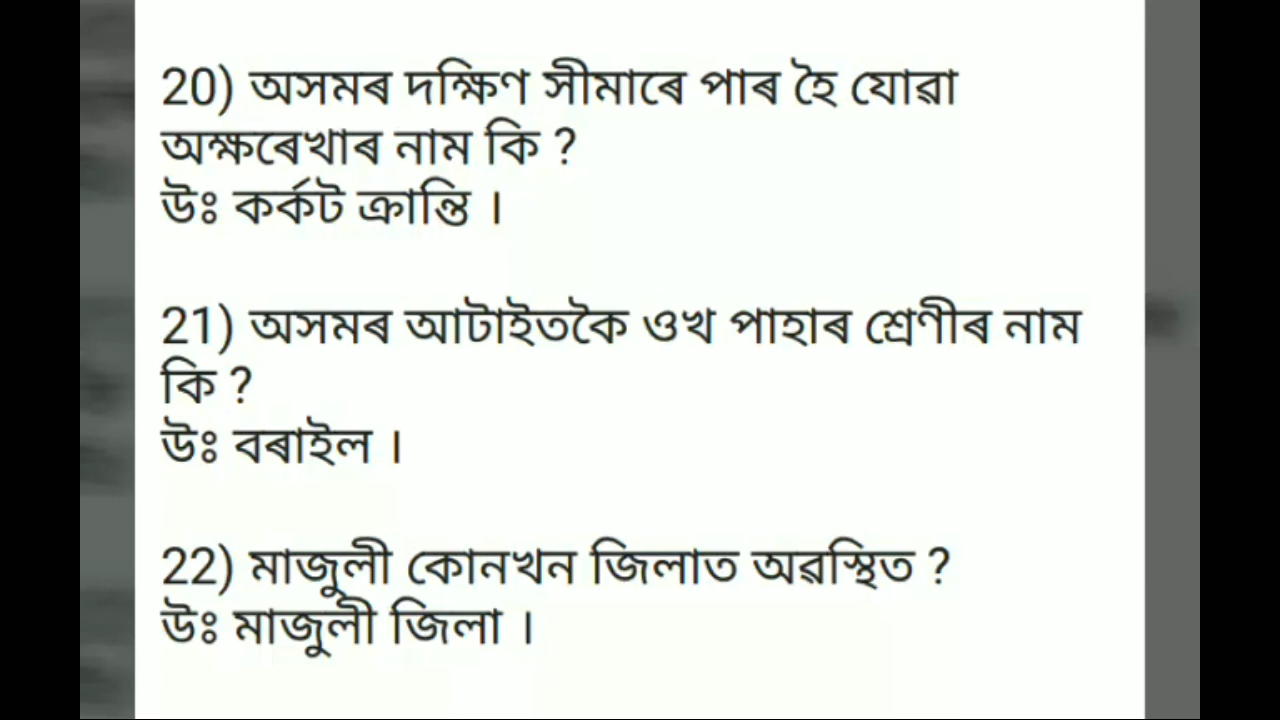 20) অসমৰ দক্ষিণ সীমাৰে পাৰ হৈ যোৱা
অক্ষৰেখাৰ নাম কি ?
উঃ কৰ্কট ক্ৰান্তি ।
21) অসমৰ আটাইতকৈ ওখ পাহাৰ শ্ৰেণীৰ নাম
কি ?
উঃ বৰাইল ।
22) মাজুলী কোনখন জিলাত অৱস্থিত ?
উঃ মাজুলী জিলা ।